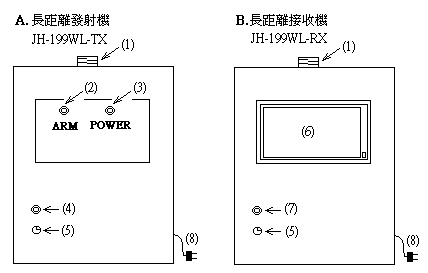 A. 長距離發射機
JH-199WL-TX
(1)
(2)
(3)
ARM
POWER
(4)
(5)
(8)
B. 長距離接收機
JH-199WL-RX
(1)
(6)
(7)
(5)
(8)